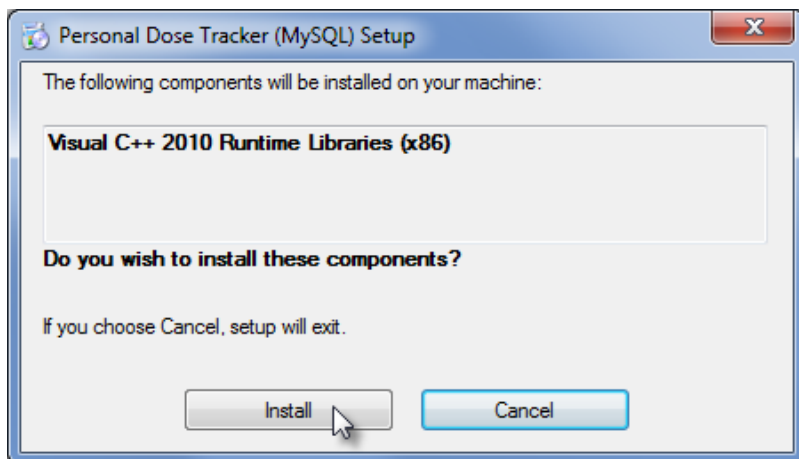 Personal Dose Tracker (MySQL) Setup
The following components will be installed on your machine:
Visual C++ 2010 Runtime Libraries (x86)
Do you wish to install these components?
If you choose Cancel, setup will exit.
Install
Cancel